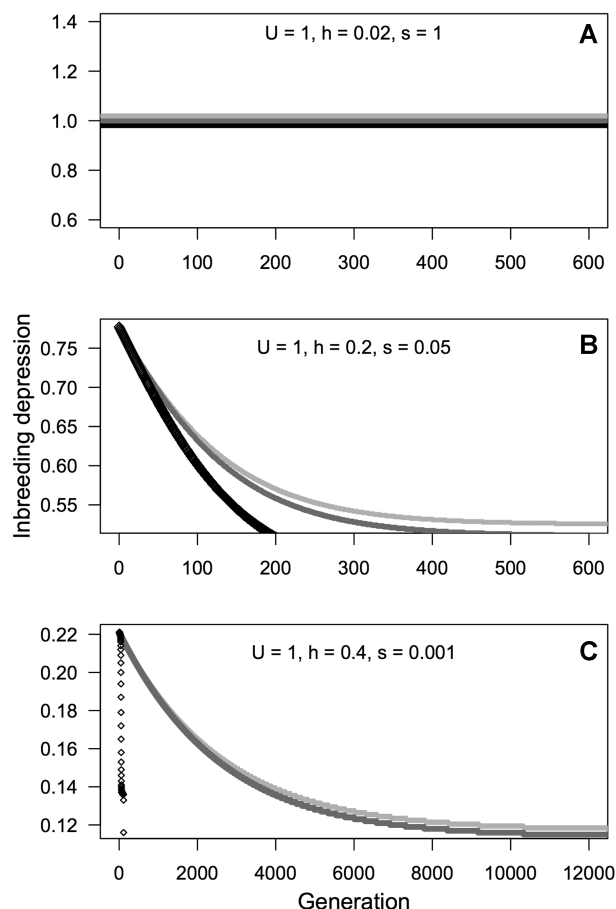 U = 1, h = 0.02, s = 1
A
1.4
1.2
1.0
0.8
0.6
0 100 200 300 400 500 600
U = 1, h = 0.2, s = 0.05
B
0.75
0.70
0.65
0.60
0.55
0 100 200 300 400 500 600
Inbreeding depression
U = 1, h = 0.4, s = 0.001
C
0.22
0.20
0.18
0.16
0.14
0.12
0 2000 4000 6000 8000 10000 12000
Generation